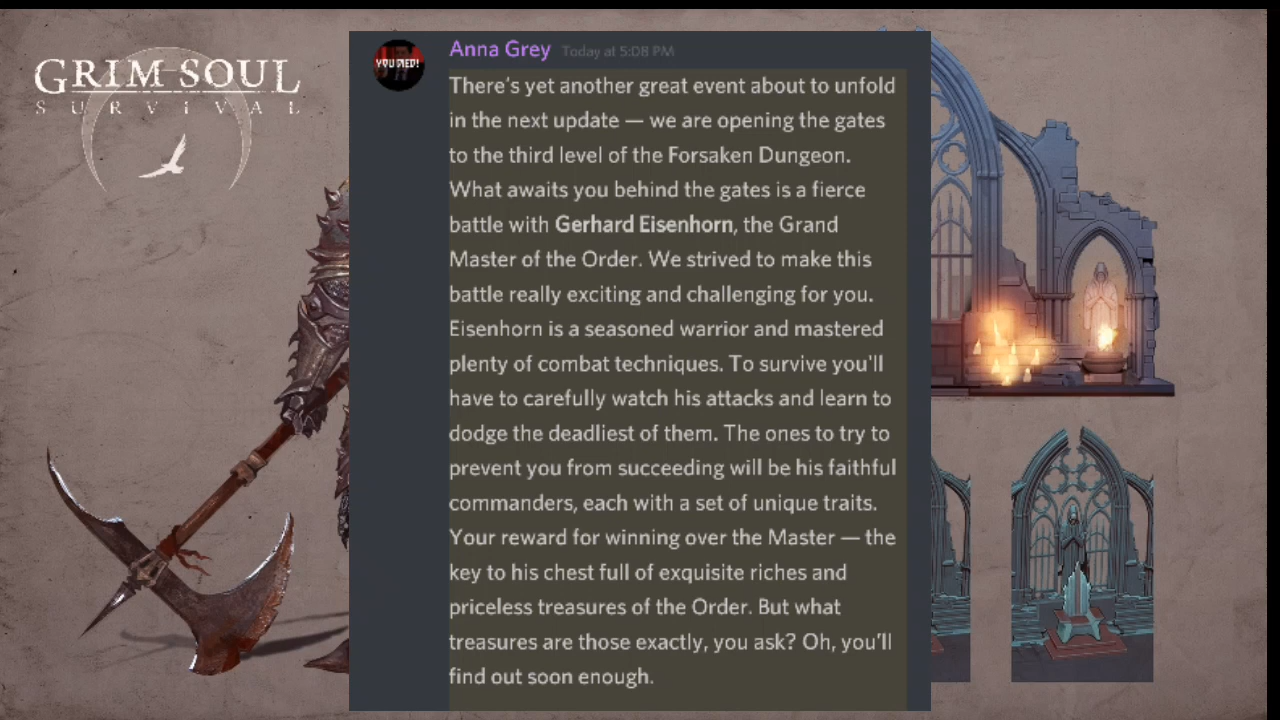 GRIM SOUL
SURVIVAL
YOU DIED!
Anna Grey Today at 5:08 PM
There's yet another great event about to unfold
in the next update — we are opening the gates
to the third level of the Forsaken Dungeon.
What awaits you behind the gates is a fierce
battle with Gerhard Eisenhorn, the Grand
Master of the Order. We strived to make this
battle really exciting and challenging for you.
Eisenhorn is a seasoned warrior and mastered
plenty of combat techniques. To survive you'll
have to carefully watch his attacks and learn to
dodge the deadliest of them. The ones to try to
prevent you from succeeding will be his faithful
commanders, each with a set of unique traits.
Your reward for winning over the Master — the
key to his chest full of exquisite riches and
priceless treasures of the Order. But what
treasures are those exactly, you ask? Oh, you'll
find out soon enough.